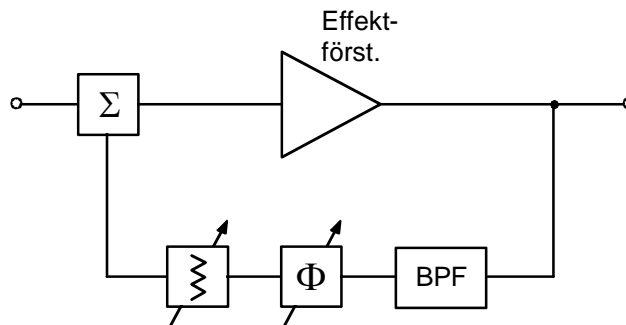 Effekt-
först.
Σ
Φ
BPF